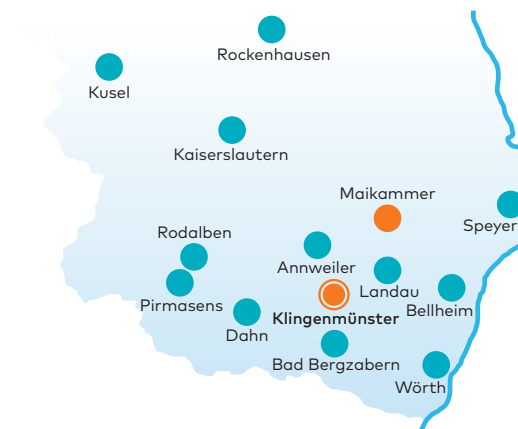 Rockenhausen
Kusel
Kaiserslautern
Maikammer
Speyer
Rodalben
Annweiler
Landau
Pirmasens
Bellheim
Klingenmünster
Dahn
Bad Bergzabern
Wörth